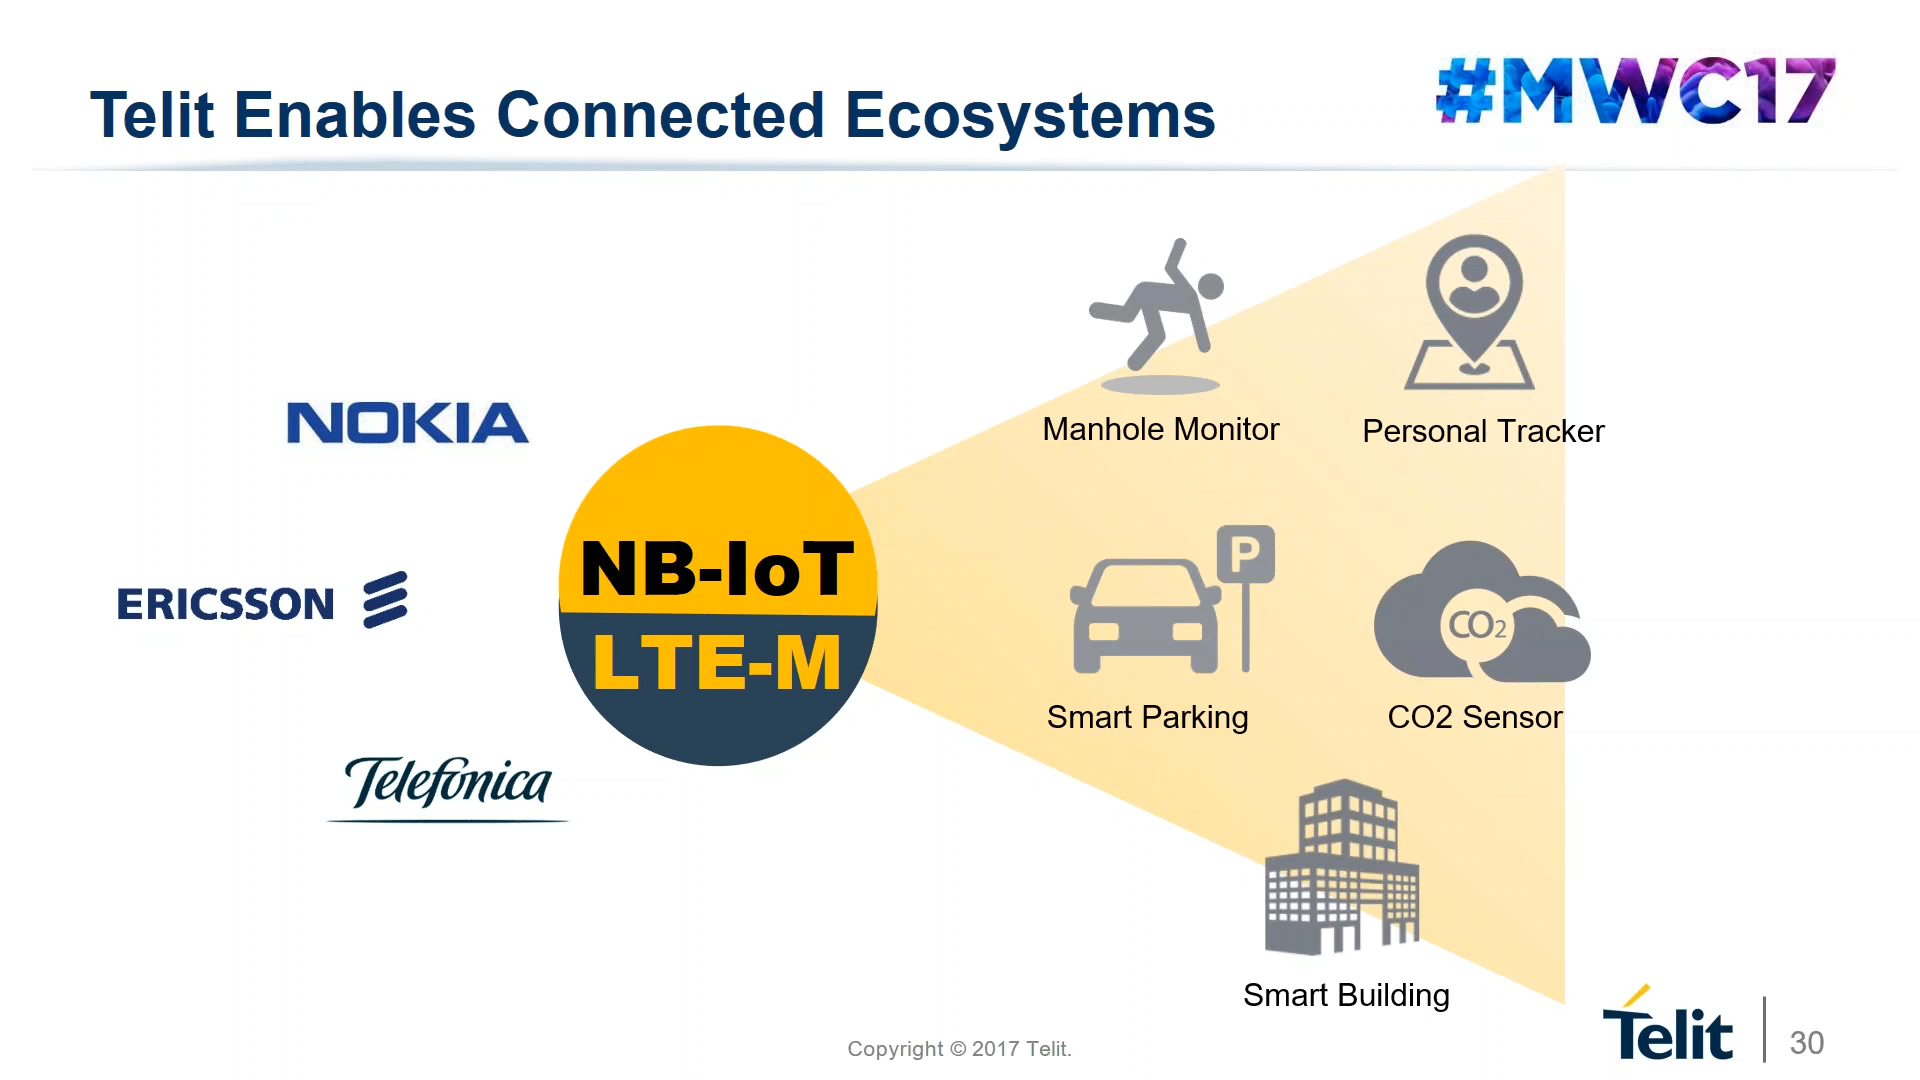 Telit Enables Connected Ecosystems
#MWC17
NOKIA
ERICSSON
Telefónica
NB-IoT
LTE-M
Manhole Monitor
Personal Tracker
P
Smart Parking
CO2
CO2 Sensor
Smart Building
Copyright © 2017 Telit.
Telit
30